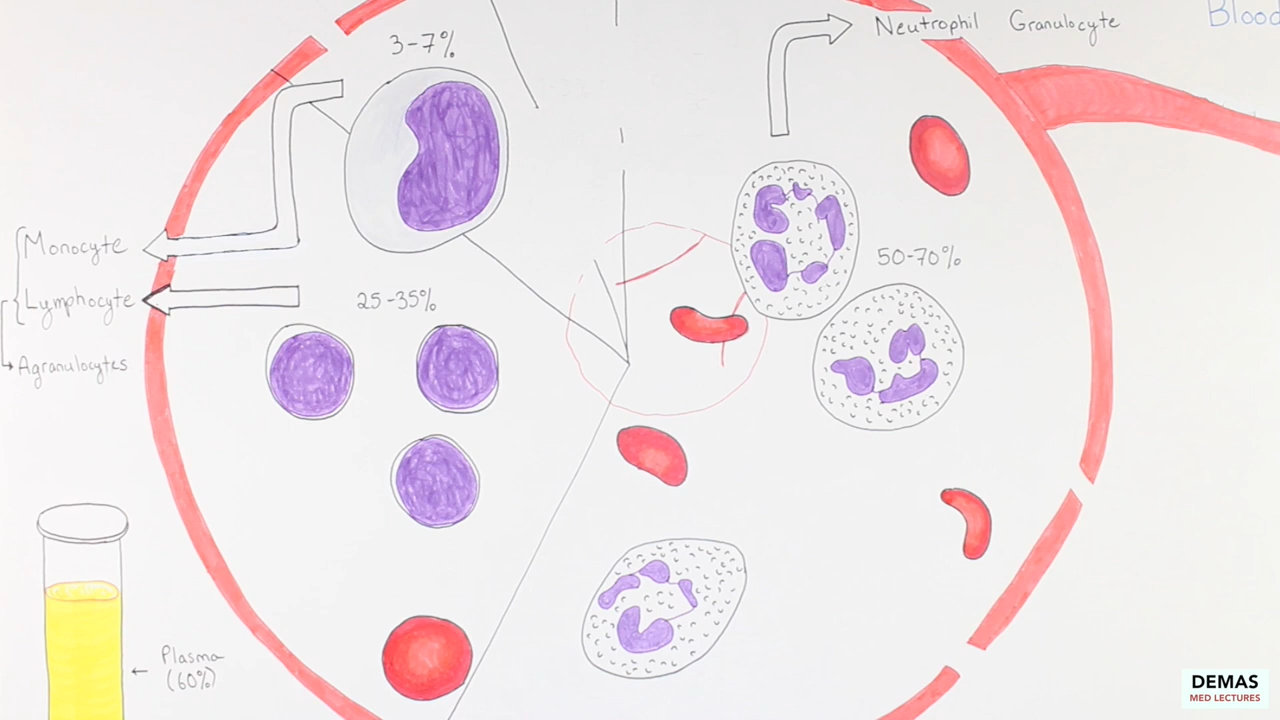 Neutrophil Granulocyte
Blood
3-7%
Monocyte
Lymphocyte
Agranulocytes
25-35%
50-70%
Plasma
(60%)
DEMAS
MED LECTURES